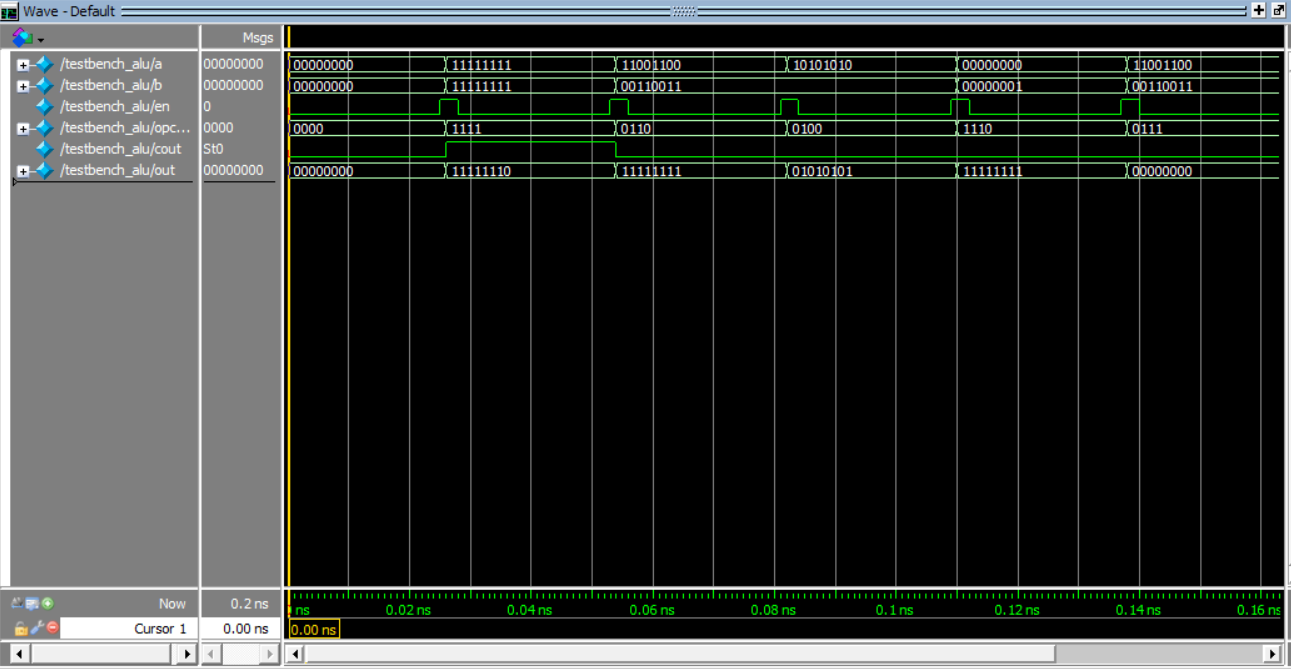 Wave - Default
Msgs
/testbench_alu/a 00000000 00000000 11111111 11001100 10101010 00000000 11001100
/testbench_alu/b 00000000 00000000 11111111 00110011 00000001 00110011
/testbench_alu/en 0
/testbench_alu/opc... 0000 0000 1111 0110 0100 1110 0111
/testbench_alu/cout St0
/testbench_alu/out 00000000 00000000 11111110 11111111 01010101 11111111 00000000
Now 0.2 ns ns 0.02 ns 0.04 ns 0.06 ns 0.08 ns 0.1 ns 0.12 ns 0.14 ns 0.16 ns
Cursor 1 0.00 ns 0.00 ns